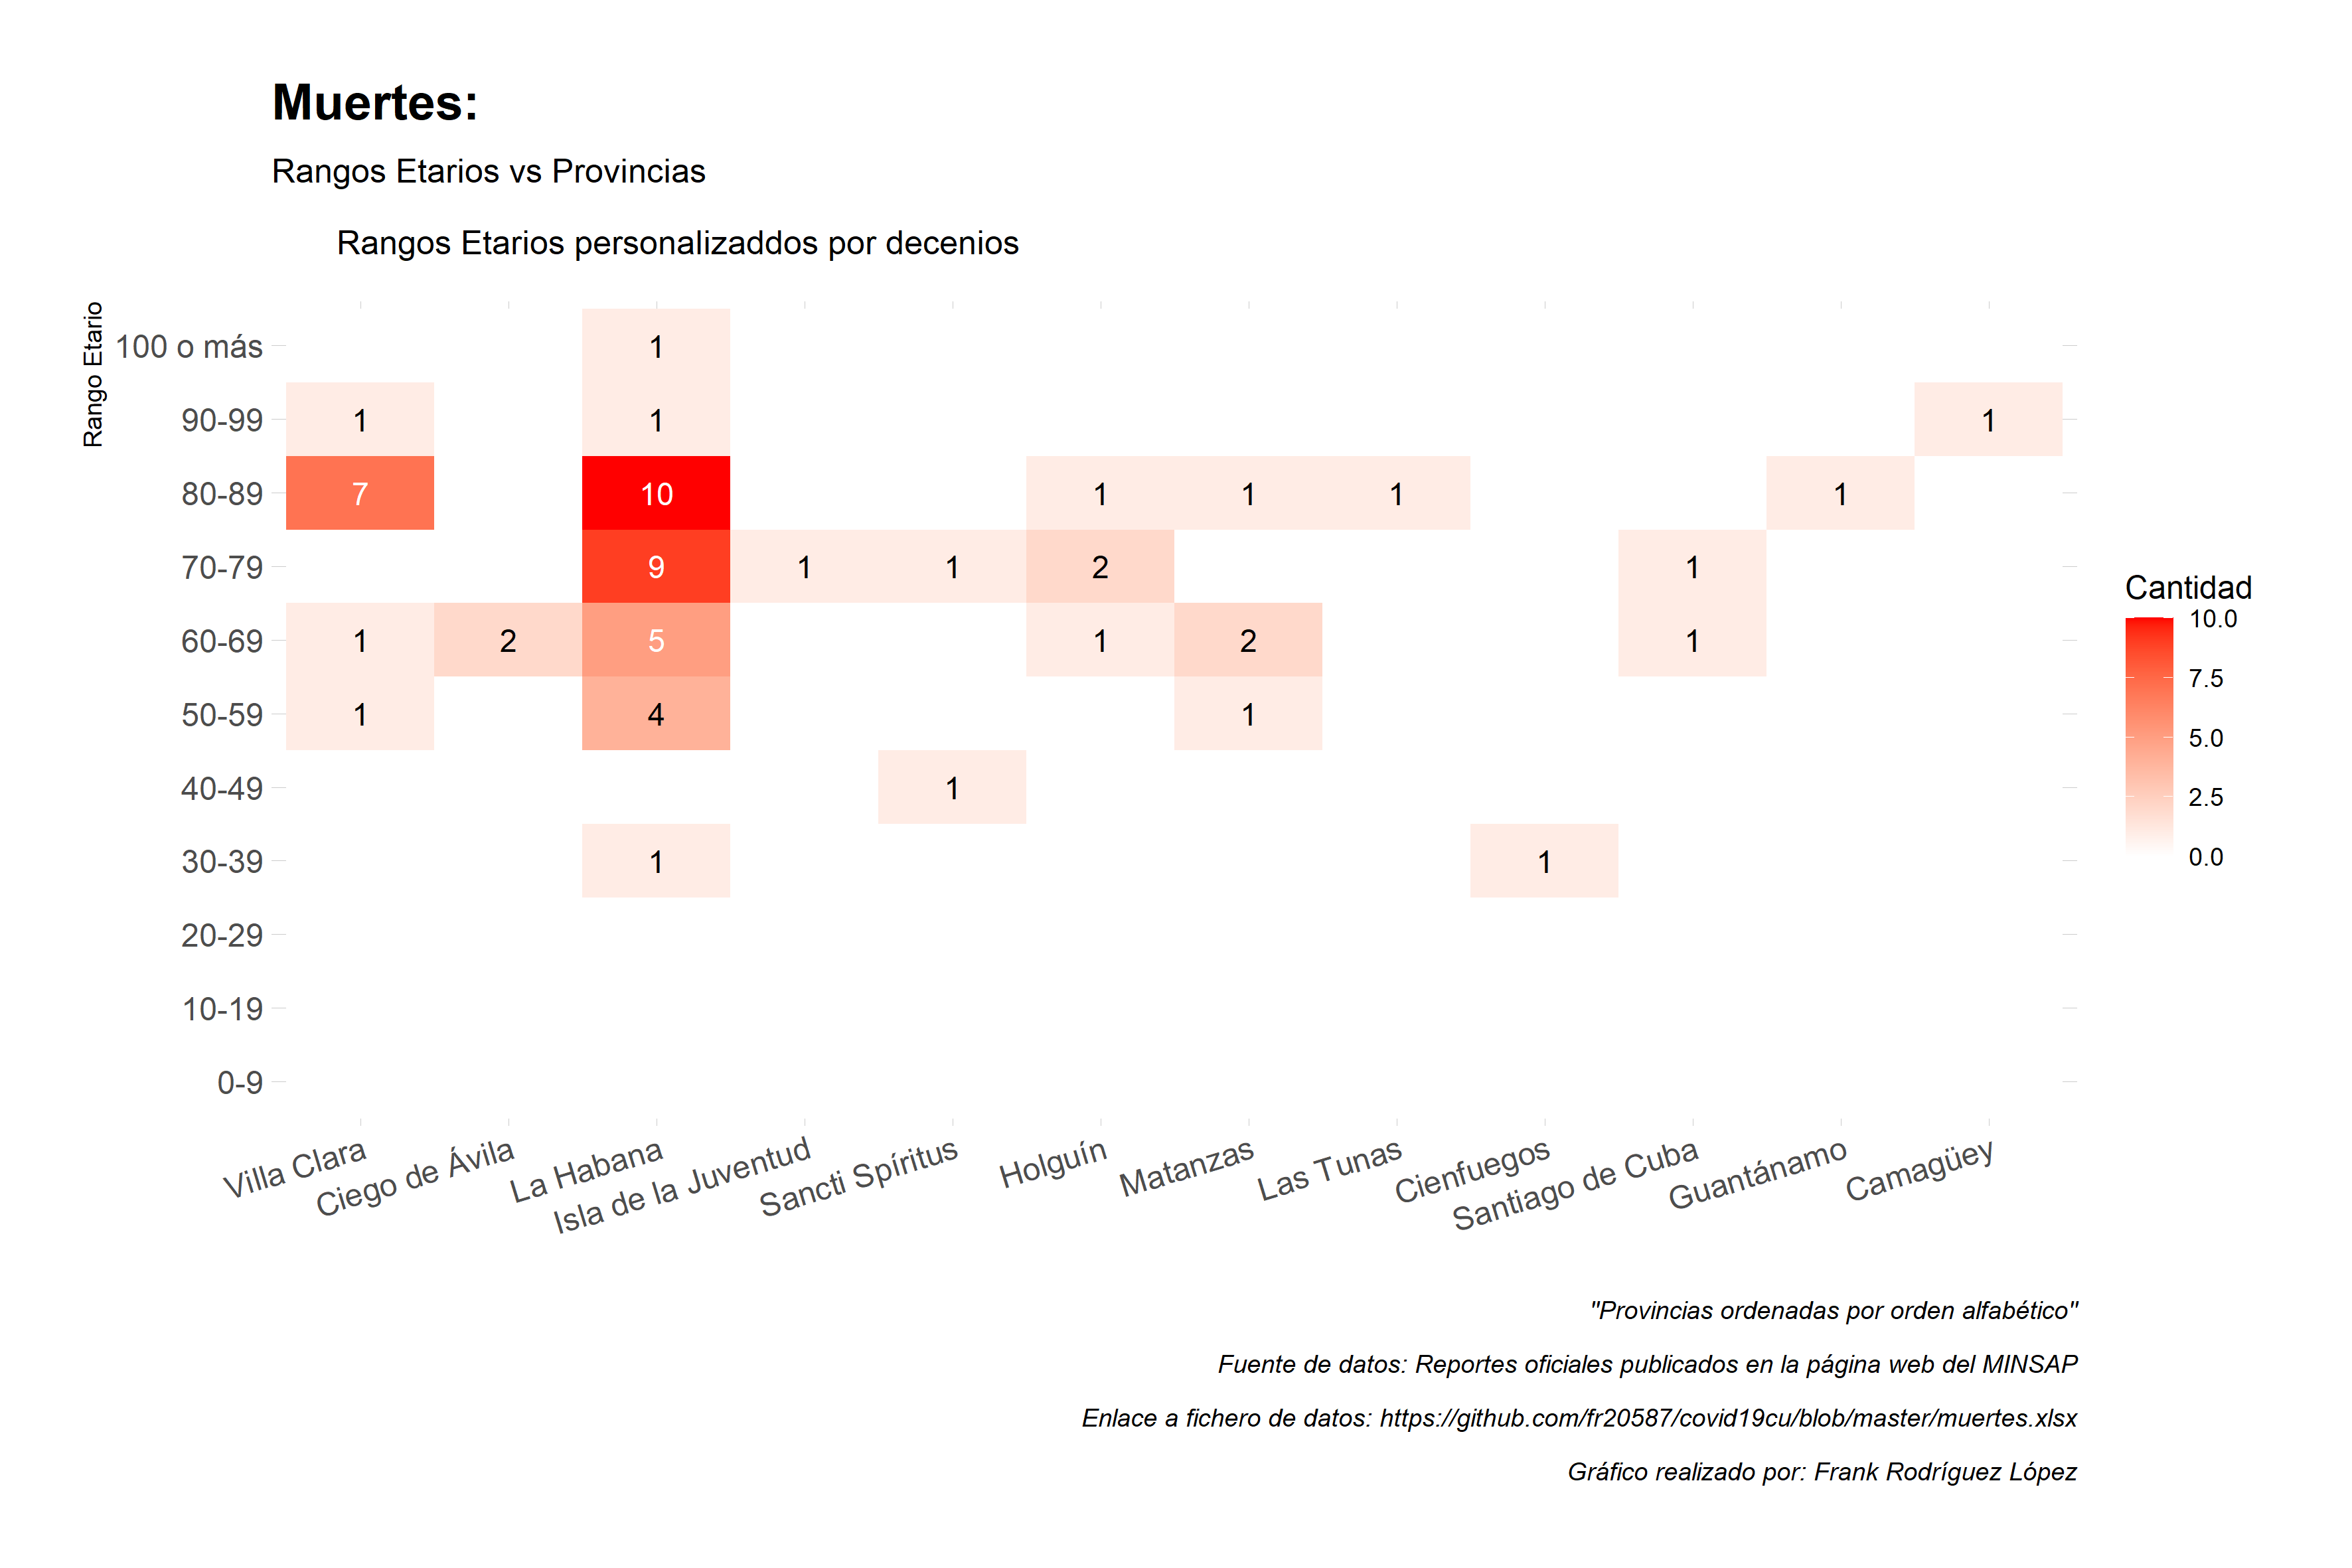 Muertes:
Rangos Etarios vs Provincias
Rangos Etarios personalizaddos por decenios
Rango Etario
100 o más 1
90-99 1 1 1
80-89 7 10 1 1 1 1
70-79 9 1 1 2 1
60-69 1 2 5 1 2 1
50-59 1 4 1
40-49 1
30-39 1 1
20-29
10-19
0-9
Villa Clara
Ciego de Ávila
La Habana
Isla de la Juventud
Sancti Spíritus
Holguín
Matanzas
Las Tunas
Cienfuegos
Santiago de Cuba
Guantánamo
Camagüey
Cantidad
10.0
7.5
5.0
2.5
0.0
"Provincias ordenadas por orden alfabético"
Fuente de datos: Reportes oficiales publicados en la página web del MINSAP
Enlace a fichero de datos: https://github.com/fr20587/covid19cu/blob/master/muertes.xlsx
Gráfico realizado por: Frank Rodríguez López